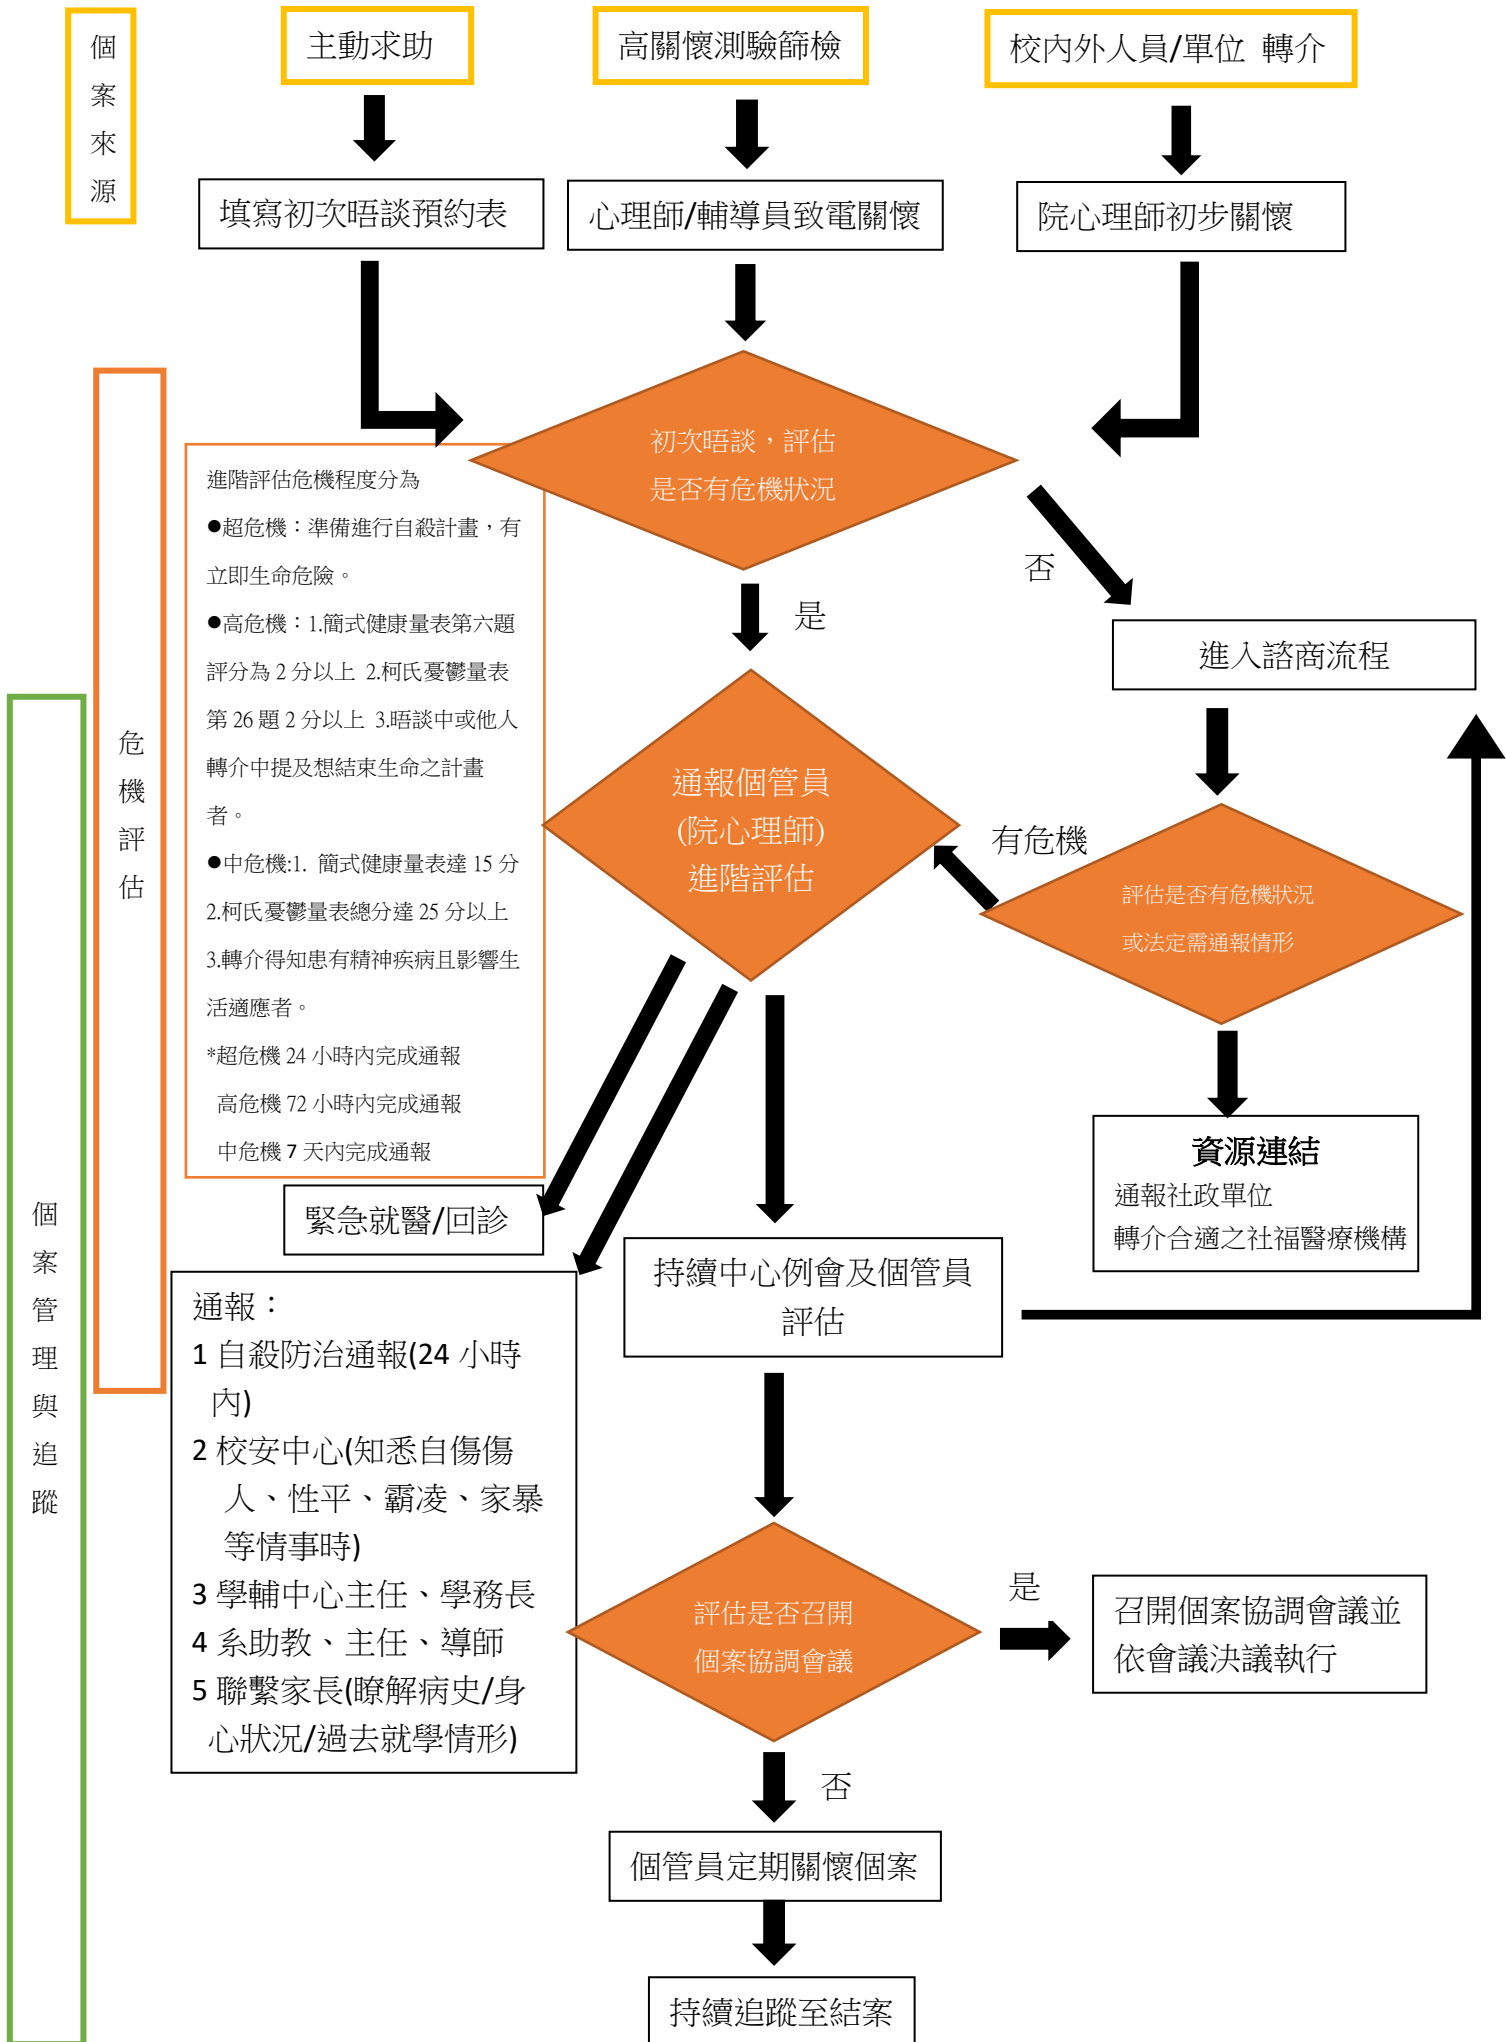 個案來源
主動求助
高關懷測驗篩檢
校內外人員/單位 轉介
填寫初次晤談預約表
心理師/輔導員致電關懷
院心理師初步關懷
危機評估
初次晤談，評估
是否有危機狀況
進階評估危機程度分為
●超危機：準備進行自殺計畫，有
立即生命危險。
●高危機：1.簡式健康量表第六題
評分為 2 分以上 2.柯氏憂鬱量表
第 26 題 2 分以上 3.晤談中或他人
轉介中提及想結束生命之計畫
者。
●中危機:1. 簡式健康量表達 15 分
2.柯氏憂鬱量表總分達 25 分以上
3.轉介得知患有精神疾病且影響生
活適應者。
*超危機 24 小時內完成通報
高危機 72 小時內完成通報
中危機 7 天內完成通報
否
是
進入諮商流程
通報個管員
(院心理師)
進階評估
有危機
評估是否有危機狀況
或法定需通報情形
資源連結
通報社政單位
轉介合適之社福醫療機構
個案管理與追蹤
緊急就醫/回診
持續中心例會及個管員
評估
通報：
1 自殺防治通報(24 小時
內)
2 校安中心(知悉自傷傷
人、性平、霸凌、家暴
等情事時)
3 學輔中心主任、學務長
4 系助教、主任、導師
5 聯繫家長(瞭解病史/身
心狀況/過去就學情形)
評估是否召開
個案協調會議
是
召開個案協調會議並
依會議決議執行
否
個管員定期關懷個案
持續追蹤至結案